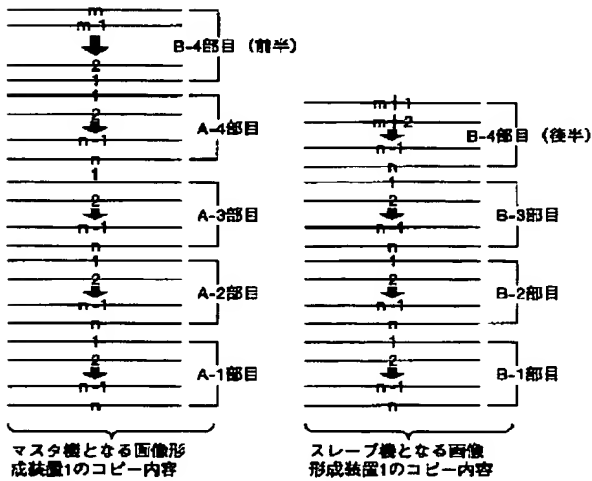 m
m-1
2
1
B-4部目（前半）
1
2
n-1
n
A-4部目
1
2
n-1
n
A-3部目
1
2
n-1
n
A-2部目
1
2
n-1
n
A-1部目
マスタ機となる画像形
成装置1のコピー内容
m+1
m+2
n-1
n
B-4部目（後半）
1
2
n-1
n
B-3部目
1
2
n-1
n
B-2部目
1
2
n-1
n
B-1部目
スレーブ機となる画像
形成装置1のコピー内容